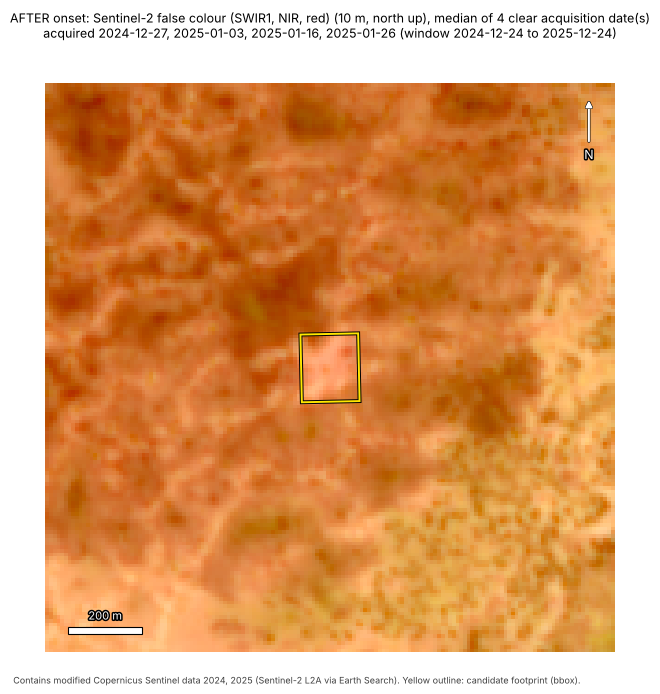 AFTER onset: Sentinel-2 false colour (SWIR1, NIR, red) (10 m, north up), median of 4 clear acquisition date(s)
acquired 2024-12-27, 2025-01-03, 2025-01-16, 2025-01-26 (window 2024-12-24 to 2025-12-24)
N
200 m
Contains modified Copernicus Sentinel data 2024, 2025 (Sentinel-2 L2A via Earth Search). Yellow outline: candidate footprint (bbox).